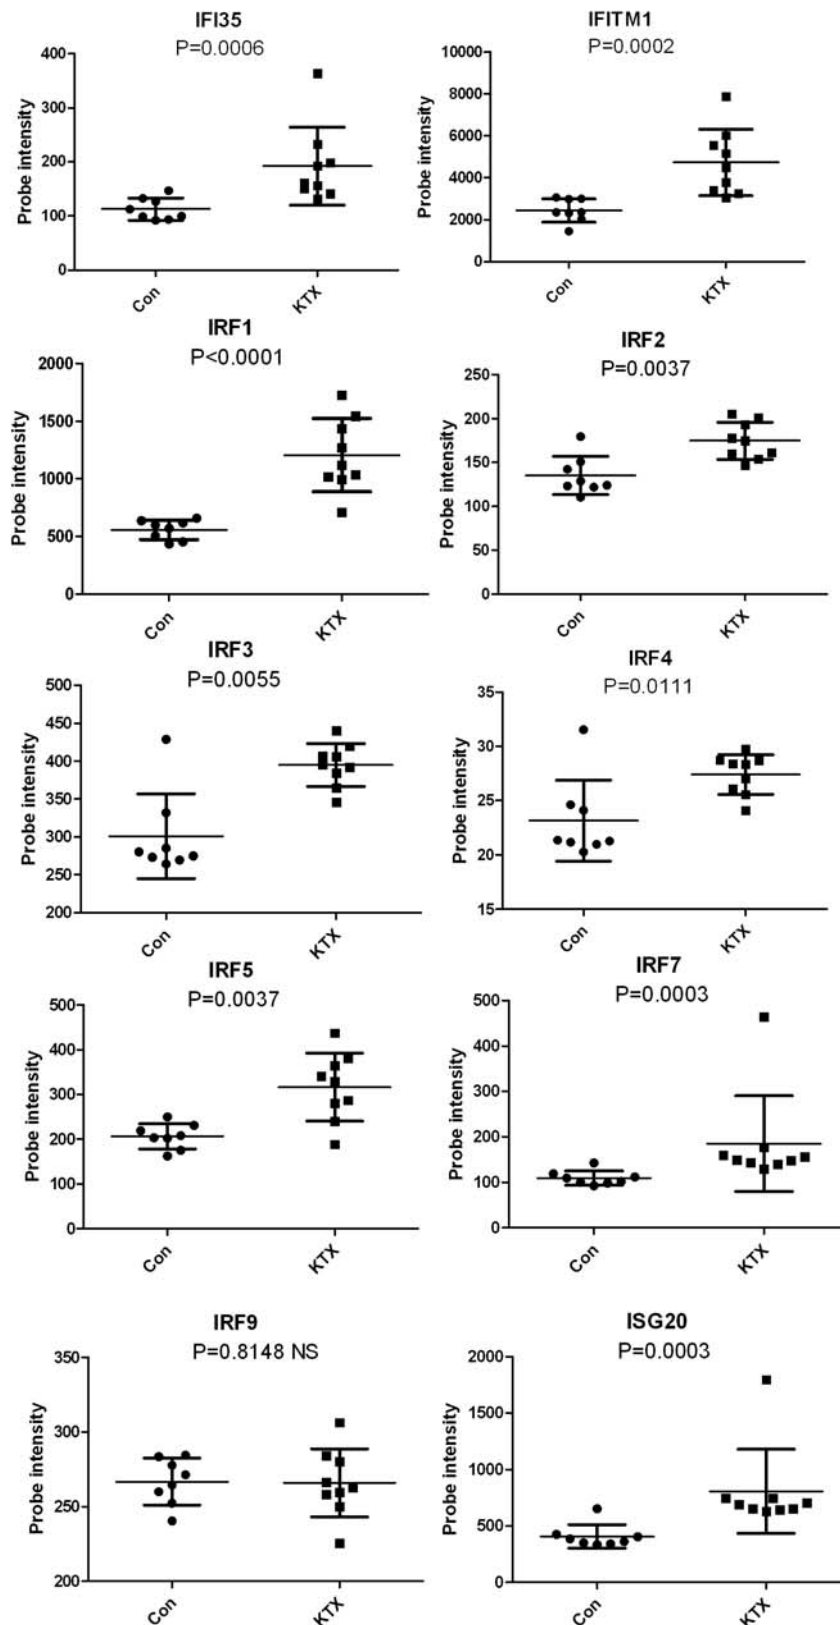 IFI35
P=0.0006
Probe intensity
400
300
200
100
0
Con
KTX
IFITM1
P=0.0002
Probe intensity
10000
8000
6000
4000
2000
0
Con
KTX
IRF1
P<0.0001
Probe intensity
2000
1500
1000
500
0
Con
KTX
IRF2
P=0.0037
Probe intensity
250
200
150
100
50
0
Con
KTX
IRF3
P=0.0055
Probe intensity
500
450
400
350
300
250
200
Con
KTX
IRF4
P=0.0111
Probe intensity
35
30
25
20
15
Con
KTX
IRF5
P=0.0037
Probe intensity
500
400
300
200
100
0
Con
KTX
IRF7
P=0.0003
Probe intensity
500
400
300
200
100
0
Con
KTX
IRF9
P=0.8148 NS
Probe intensity
350
300
250
200
Con
KTX
ISG20
P=0.0003
Probe intensity
2000
1500
1000
500
0
Con
KTX